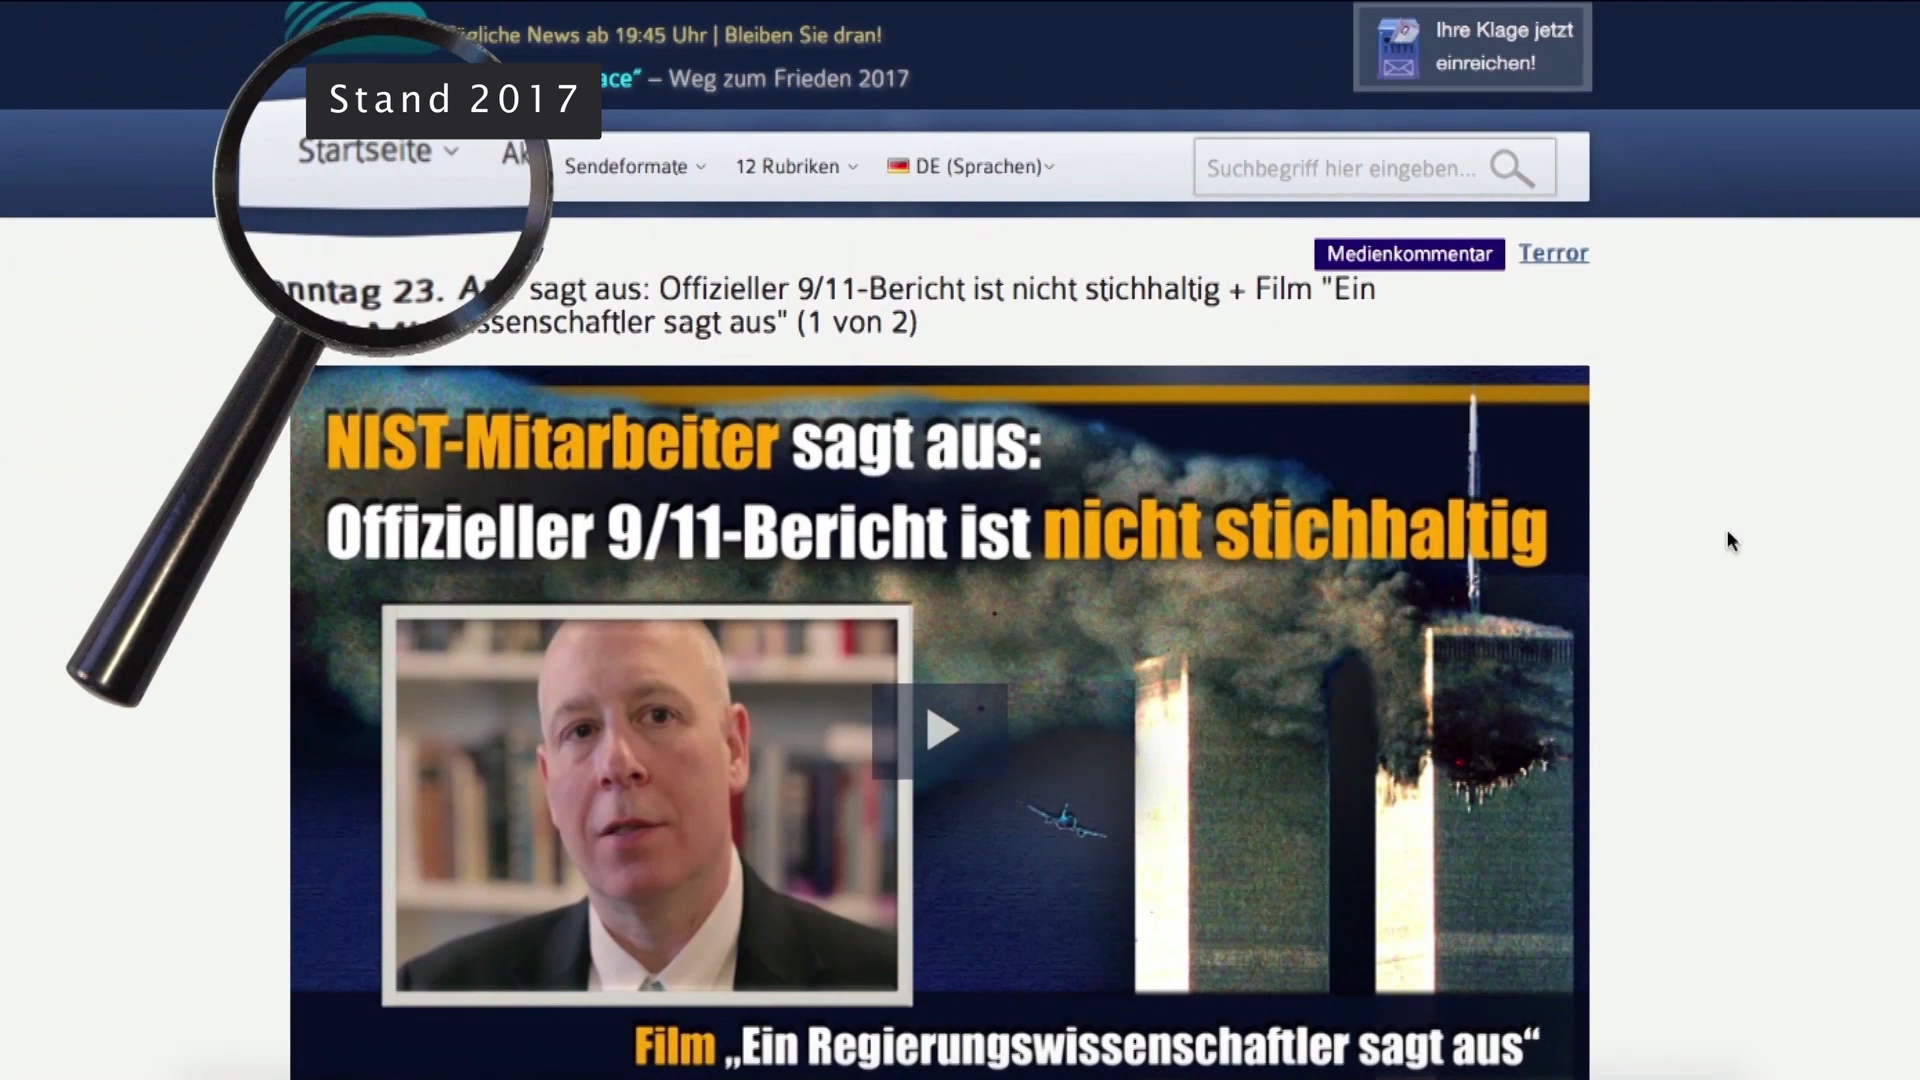 News ab 19:45 Uhr | Bleiben Sie dran!
– Weg zum Frieden 2017
Ihre Klage jetzt
einreichen!
Stand 2017
Startseite
Sendeformate
12 Rubriken
DE (Sprachen)
Suchbegriff hier eingeben...
Medienkommentar
Terror
23.
sagt aus: Offizieller 9/11-Bericht ist nicht stichhaltig + Film "Ein
sagt aus" (1 von 2)
NIST-Mitarbeiter sagt aus:
Offizieller 9/11-Bericht ist nicht stichhaltig
Film „Ein Regierungswissenschaftler sagt aus“